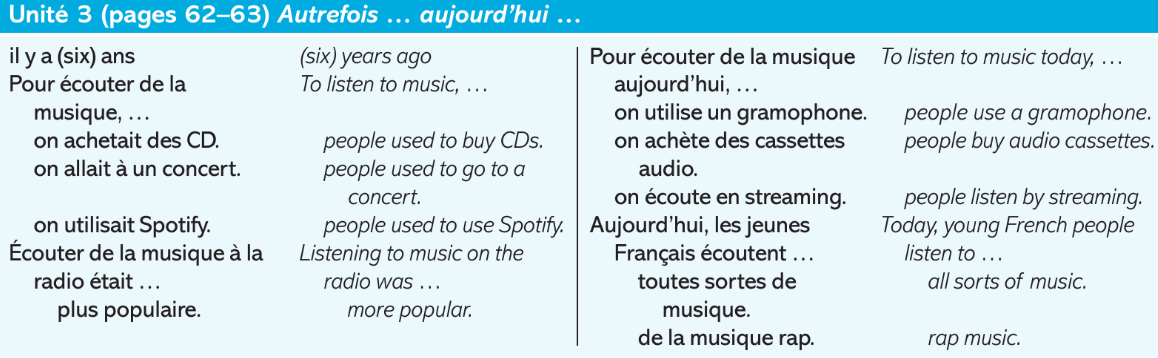 Unité 3 (pages 62–63) Autrefois … aujourd’hui …
il y a (six) ans (six) years ago
Pour écouter de la To listen to music, …
musique, …
on achetait des CD. people used to buy CDs.
on allait à un concert. people used to go to a
concert.
on utilisait Spotify. people used to use Spotify.
Écouter de la musique à la Listening to music on the
radio était … radio was …
plus populaire. more popular.
Pour écouter de la musique To listen to music today, …
aujourd’hui, …
on utilise un gramophone. people use a gramophone.
on achète des cassettes people buy audio cassettes.
audio.
on écoute en streaming. people listen by streaming.
Aujourd’hui, les jeunes Today, young French people
Français écoutent … listen to …
toutes sortes de all sorts of music.
musique.
de la musique rap. rap music.